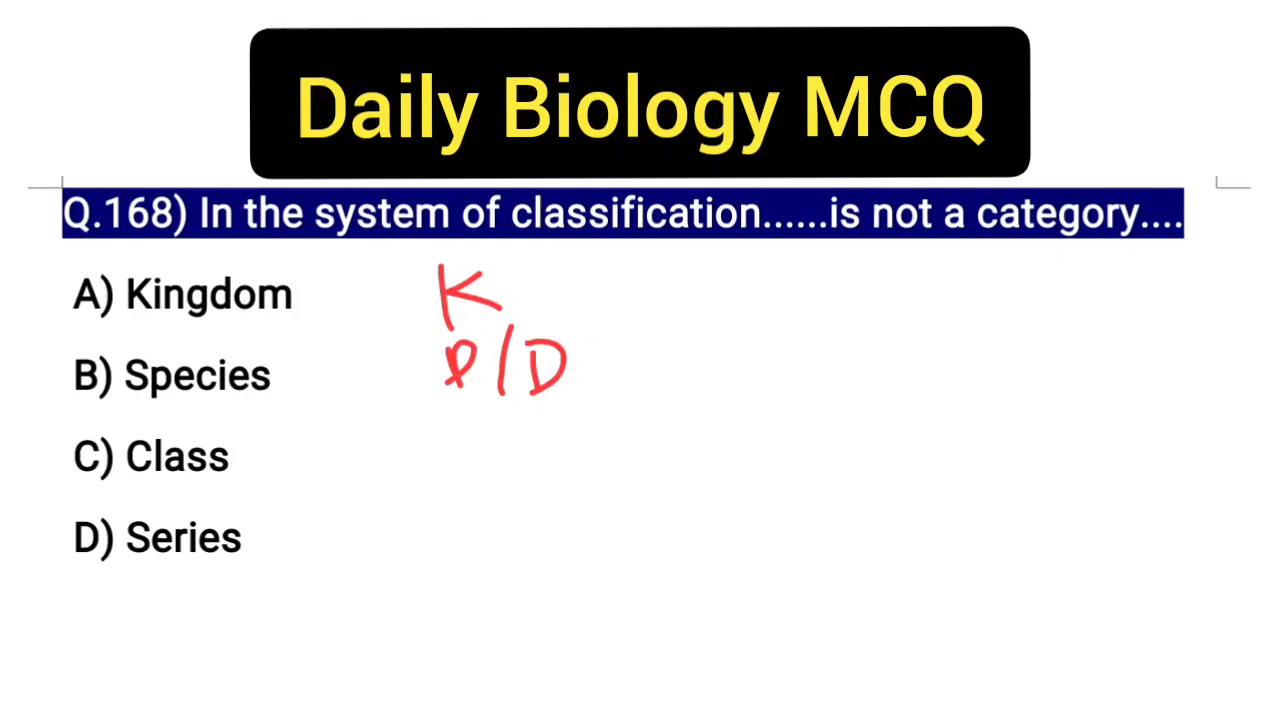 Daily Biology MCQ
Q.168) In the system of classification......is not a category....
A) Kingdom
K
B) Species
P/D
C) Class
D) Series